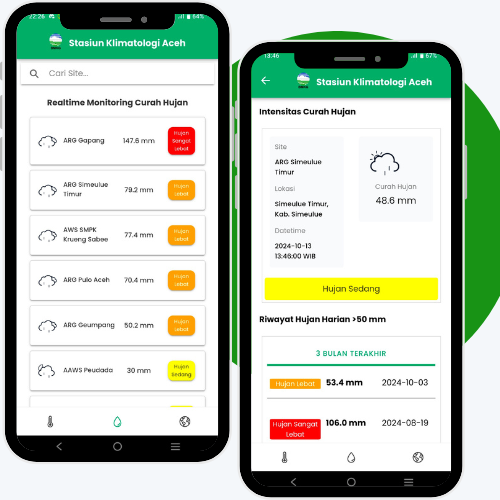 22:26
64%
Stasiun Klimatologi Aceh
Cari Site...
Realtime Monitoring Curah Hujan
ARG Gapang
147.6 mm
Hujan
Sangat
Lebat
ARG Simeulue
Timur
79.2 mm
Hujan
Lebat
AWS SMPK
Krueng Sabee
77.4 mm
Hujan
Lebat
ARG Pulo Aceh
70.4 mm
Hujan
Lebat
ARG Geumpang
50.2 mm
Hujan
Lebat
AAWS Peudada
30 mm
Hujan
Sedang
13:46
67%
Stasiun Klimatologi Aceh
Intensitas Curah Hujan
Site
ARG Simeulue
Timur
Lokasi
Simeulue Timur,
Kab. Simeulue
Datetime
2024-10-13
13:46:00 WIB
Curah Hujan
48.6 mm
Hujan Sedang
Riwayat Hujan Harian >50 mm
3 BULAN TERAKHIR
Hujan Lebat
53.4 mm
2024-10-03
Hujan Sangat
Lebat
106.0 mm
2024-08-19